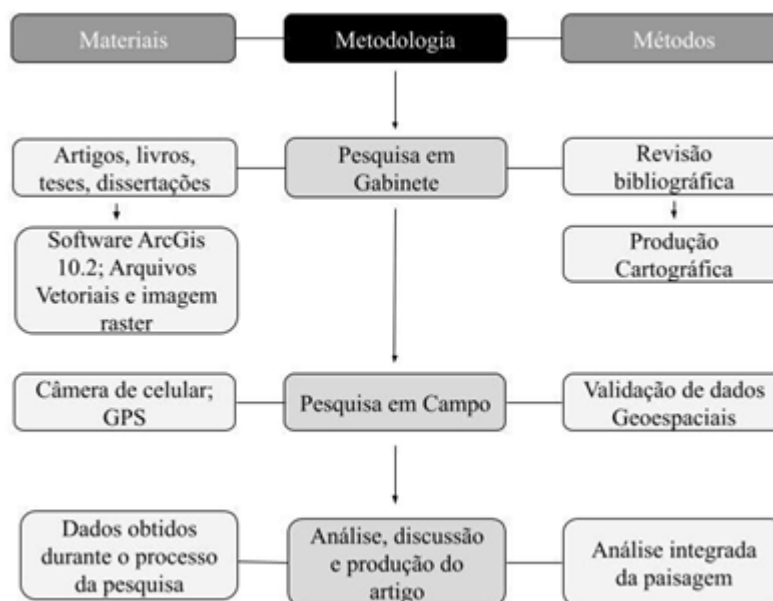 Materiais
Metodologia
Métodos
Artigos, livros,
teses, dissertações
Pesquisa em
Gabinete
Revisão
bibliográfica
Software ArcGis
10.2; Arquivos
Vetoriais e imagem
raster
Produção
Cartográfica
Câmera de celular;
GPS
Pesquisa em Campo
Validação de dados
Geoespaciais
Dados obtidos
durante o processo
da pesquisa
Análise, discussão
e produção do
artigo
Análise integrada
da paisagem